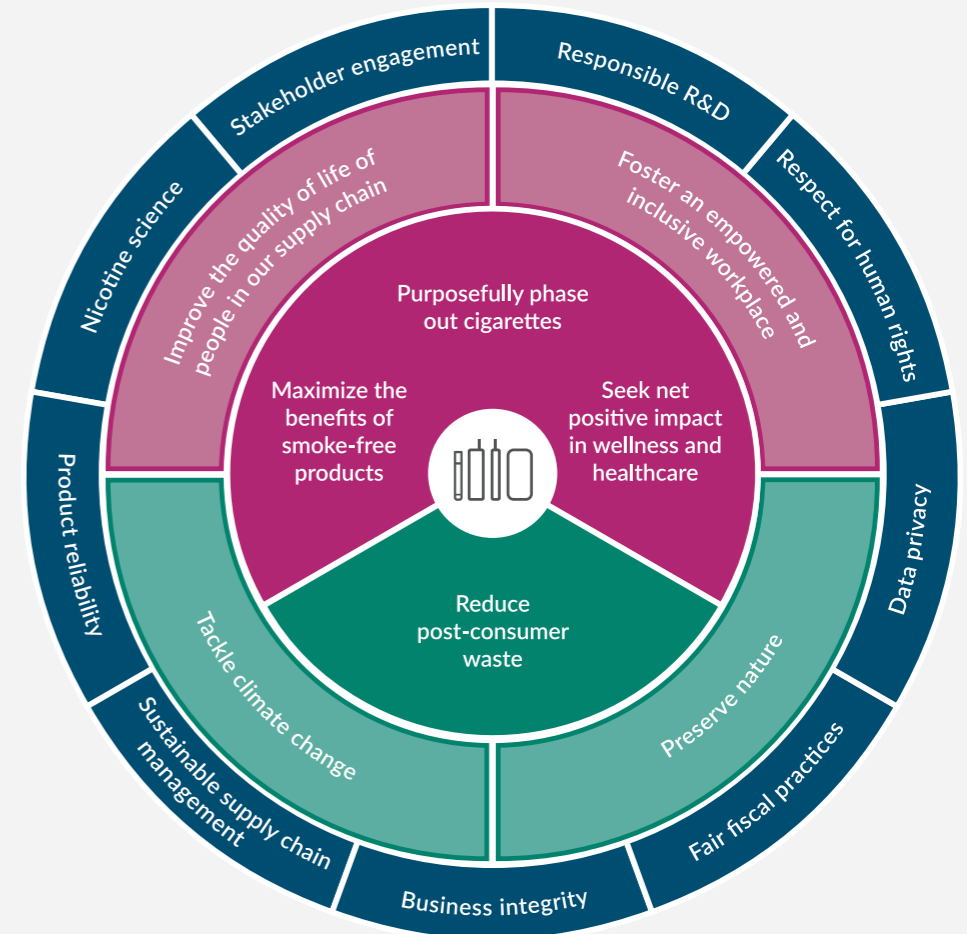 Stakeholder engagement
Responsible R&D
Respect for human rights
Data privacy
Fair fiscal practices
Business integrity
Sustainable supply chain
management
Product reliability
Nicotine science
Improve the quality of life of
people in our supply chain
Foster an empowered and
inclusive workplace
Preserve nature
Tackle climate change
Purposefully phase
out cigarettes
Maximize the
benefits of
smoke-free
products
Seek net
positive impact
in wellness and
healthcare
Reduce
post-consumer
waste